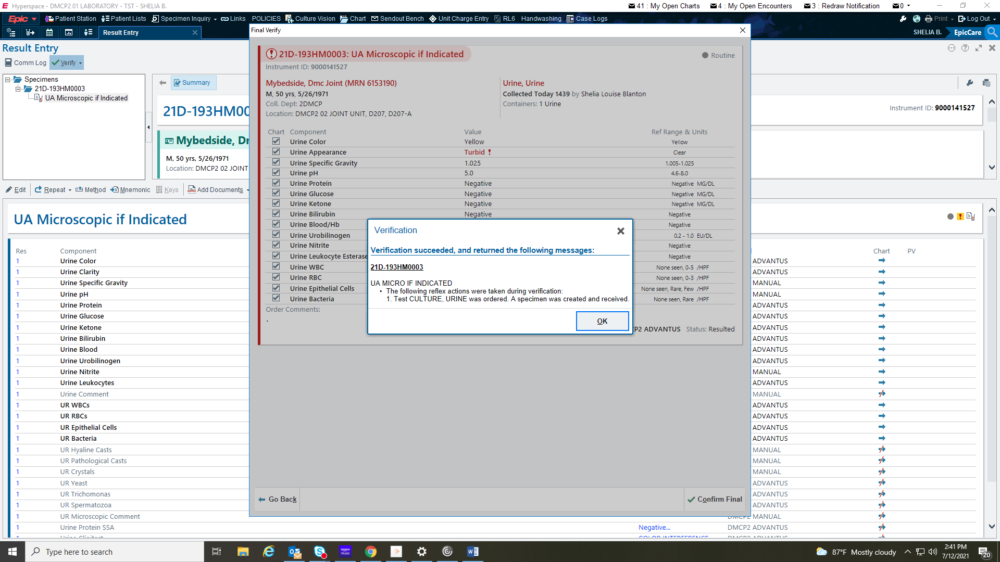 Hyperspace - DMCP2 01 LABORATORY - TST - SHELIA B.
41 : My Open Charts
4 : My Open Encounters
3 : Redraw Notification
0
Epic
Patient Station
Patient Lists
Specimen Inquiry
Links
POLICIES
Culture Vision
Chart
Sendout Bench
Unit Charge Entry
RL6
Handwashing
Case Logs
Print
Log Out
Result Entry
SHELIA B.
EpicCare
Result Entry
Comm Log
Verify
Specimens
21D-193HM0003
UA Microscopic if Indicated
Summary
21D-193HM00
Instrument ID: 9000141527
Mybedside, D
M, 50 yrs, 5/26/1971
Location: DMCP2 02 JOINT
Edit
Repeat
Method
Mnemonic
Keys
Add Documents
UA Microscopic if Indicated
Res Component Chart PV
1 Urine Color ADVANTUS
1 Urine Clarity ADVANTUS
1 Urine Specific Gravity MANUAL
1 Urine pH MANUAL
1 Urine Protein ADVANTUS
1 Urine Glucose ADVANTUS
1 Urine Ketone ADVANTUS
1 Urine Bilirubin ADVANTUS
1 Urine Blood ADVANTUS
1 Urine Urobilinogen ADVANTUS
1 Urine Nitrite MANUAL
1 Urine Leukocytes ADVANTUS
1 Urine Comment MANUAL
1 UR WBCs ADVANTUS
1 UR RBCs ADVANTUS
1 UR Epithelial Cells ADVANTUS
1 UR Bacteria ADVANTUS
1 UR Hyaline Casts MANUAL
1 UR Pathological Casts MANUAL
1 UR Crystals MANUAL
1 UR Yeast ADVANTUS
1 UR Trichomonas ADVANTUS
1 UR Spermatozoa ADVANTUS
1 UR Microscopic Comment DMCP2 MANUAL
1 Urine Protein SSA Negative... DMCP2 ADVANTUS
1 Urine Clinitest COLOR INTERFERENCE DMCP2 ADVANTUS
Final Verify
21D-193HM0003: UA Microscopic if Indicated
Routine
Instrument ID: 9000141527
Mybedside, Dmc Joint (MRN 6153190)
M, 50 yrs, 5/26/1971
Coll. Dept: 2DMCP
Location: DMCP2 02 JOINT UNIT, D207, D207-A
Urine, Urine
Collected Today 1439 by Shelia Louise Blanton
Containers: 1 Urine
Chart Component Value Ref Range & Units
Urine Color Yellow Yellow
Urine Appearance Turbid ! Clear
Urine Specific Gravity 1.025 1.005-1.025
Urine pH 5.0 4.6-8.0
Urine Protein Negative Negative MG/DL
Urine Glucose Negative Negative MG/DL
Urine Ketone Negative Negative MG/DL
Urine Bilirubin Negative Negative
Urine Blood/Hb Negative
Urine Urobilinogen 0.2 - 1.0 EU/DL
Urine Nitrite Negative
Urine Leukocyte Esterase Negative
Urine WBC None seen, 0-5 /HPF
Urine RBC None seen, 0-3 /HPF
Urine Epithelial Cells None seen, Rare, Few /HPF
Urine Bacteria None seen, Rare /HPF
Order Comments:
.
P2 ADVANTUS Status: Resulted
Go Back
Confirm Final
Verification
Verification succeeded, and returned the following messages:
21D-193HM0003
UA MICRO IF INDICATED
• The following reflex actions were taken during verification:
1. Test CULTURE, URINE was ordered. A specimen was created and received.
OK
Type here to search
amazon music
87°F Mostly cloudy
2:41 PM
7/12/2021
20